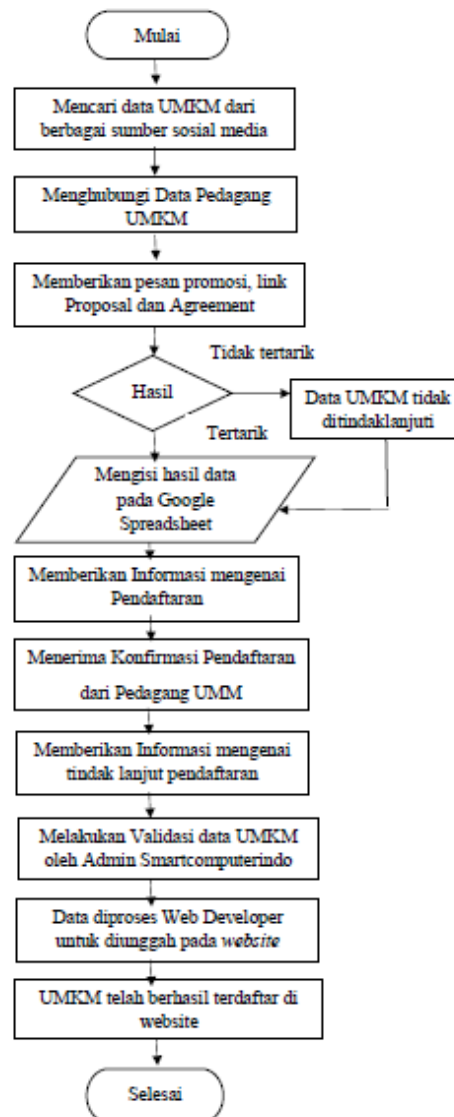 Mulai
Mencari data UMKM dari
berbagai sumber sosial media
Menghubungi Data Pedagang
UMKM
Memberikan pesan promosi, link
Proposal dan Agreement
Tidak tertarik
Hasil
Data UMKM tidak
ditindaklanjuti
Tertarik
Mengisi hasil data
pada Google
Spreadsheet
Memberikan Informasi mengenai
Pendaftaran
Menerima Konfirmasi Pendaftaran
dari Pedagang UMM
Memberikan Informasi mengenai
tindak lanjut pendaftaran
Melakukan Validasi data UMKM
oleh Admin Smartcomputerindo
Data diproses Web Developer
untuk diunggah pada website
UMKM telah berhasil terdaftar di
website
Selesai